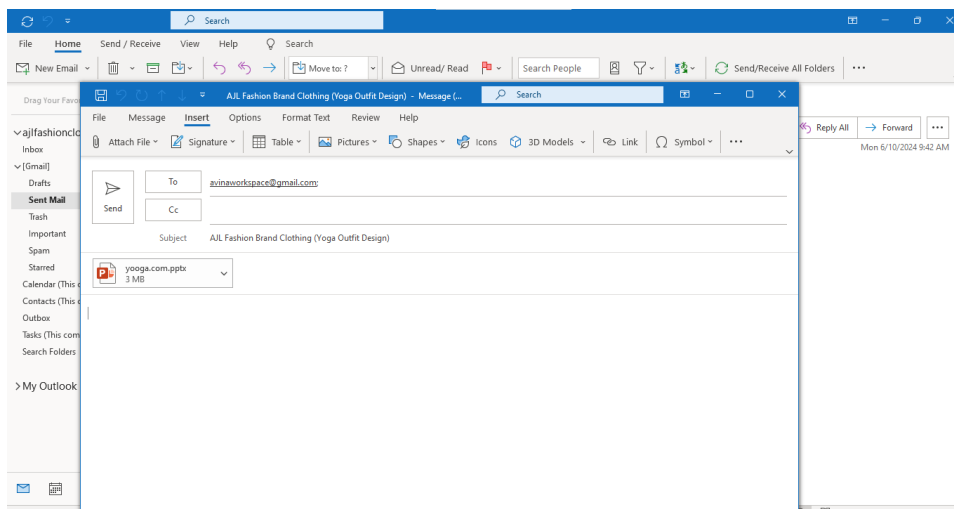 Search
File Home Send / Receive View Help Search
New Email Move to: ? Unread/ Read Search People Send/Receive All Folders ...
Drag Your Favo
AJL Fashion Brand Clothing (Yoga Outfit Design) - Message (... Search
File Message Insert Options Format Text Review Help
Attach File Signature Table Pictures Shapes Icons 3D Models Link Symbol ...
Reply All Forward ...
Mon 6/10/2024 9:42 AM
ajlfashionclo
Inbox
[Gmail]
Drafts
Sent Mail
Trash
Important
Spam
Starred
Calendar (This c
Contacts (This c
Outbox
Tasks (This com
Search Folders
My Outlook
Send
To avinaworkspace@gmail.com;
Cc
Subject AJL Fashion Brand Clothing (Yoga Outfit Design)
yooga.com.pptx
3 MB